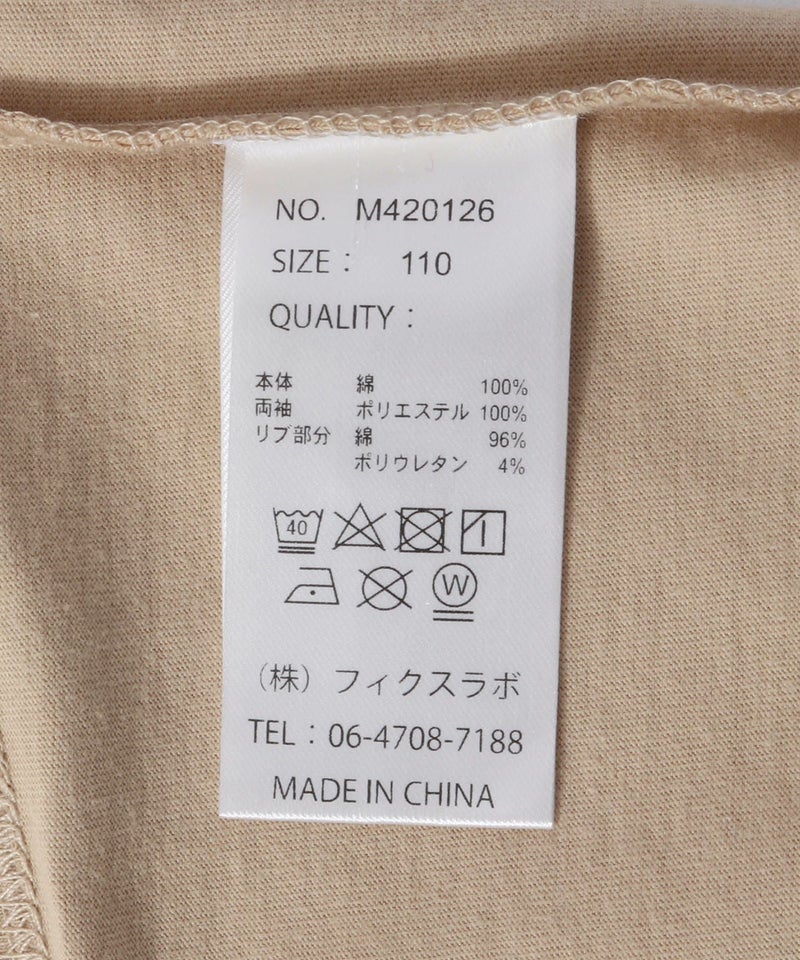 NO. M420126
SIZE : 110
QUALITY :
本体 綿 100%
両袖 ポリエステル 100%
リブ部分 綿 96%
ポリウレタン 4%
40
W
（株）フィクスラボ
TEL : 06-4708-7188
MADE IN CHINA